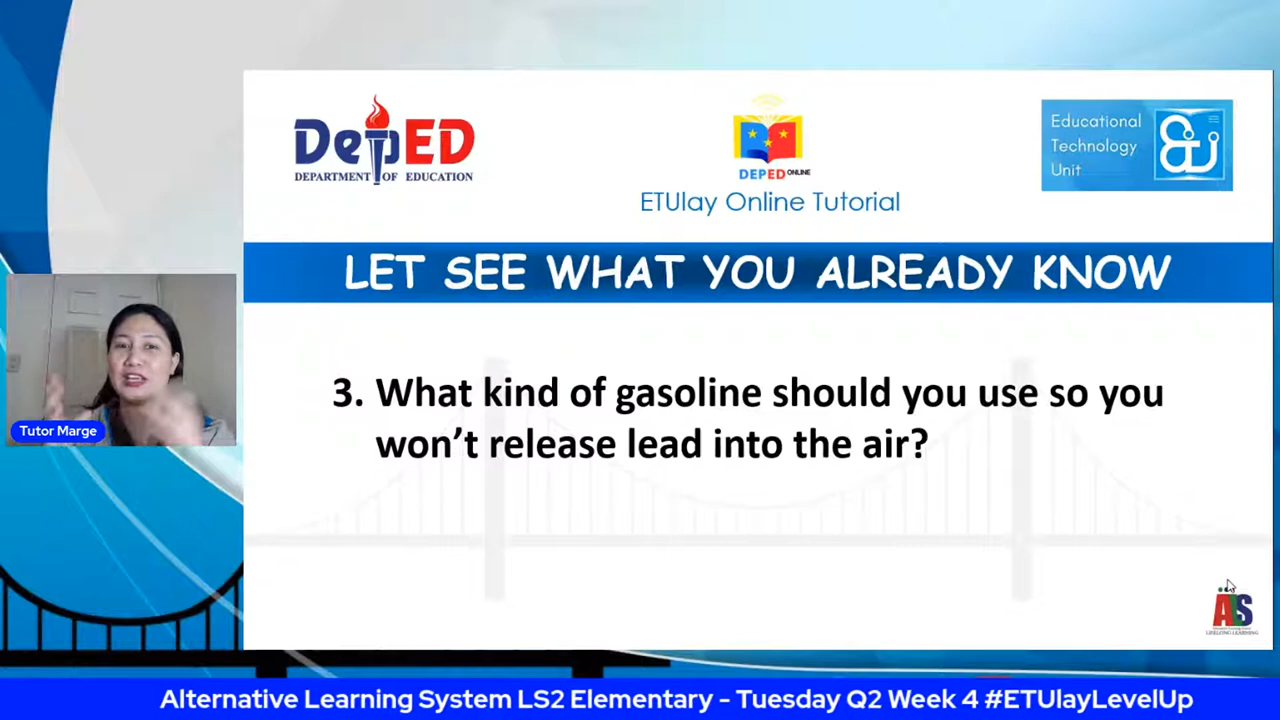 DepED
DEPARTMENT OF EDUCATION
DEPED ONLINE
ETUlay Online Tutorial
Educational
Technology
Unit
LET SEE WHAT YOU ALREADY KNOW
3. What kind of gasoline should you use so you
won't release lead into the air?
Tutor Marge
ALS
LIFELONG LEARNING
Alternative Learning System LS2 Elementary - Tuesday Q2 Week 4 #ETUlayLevelUp